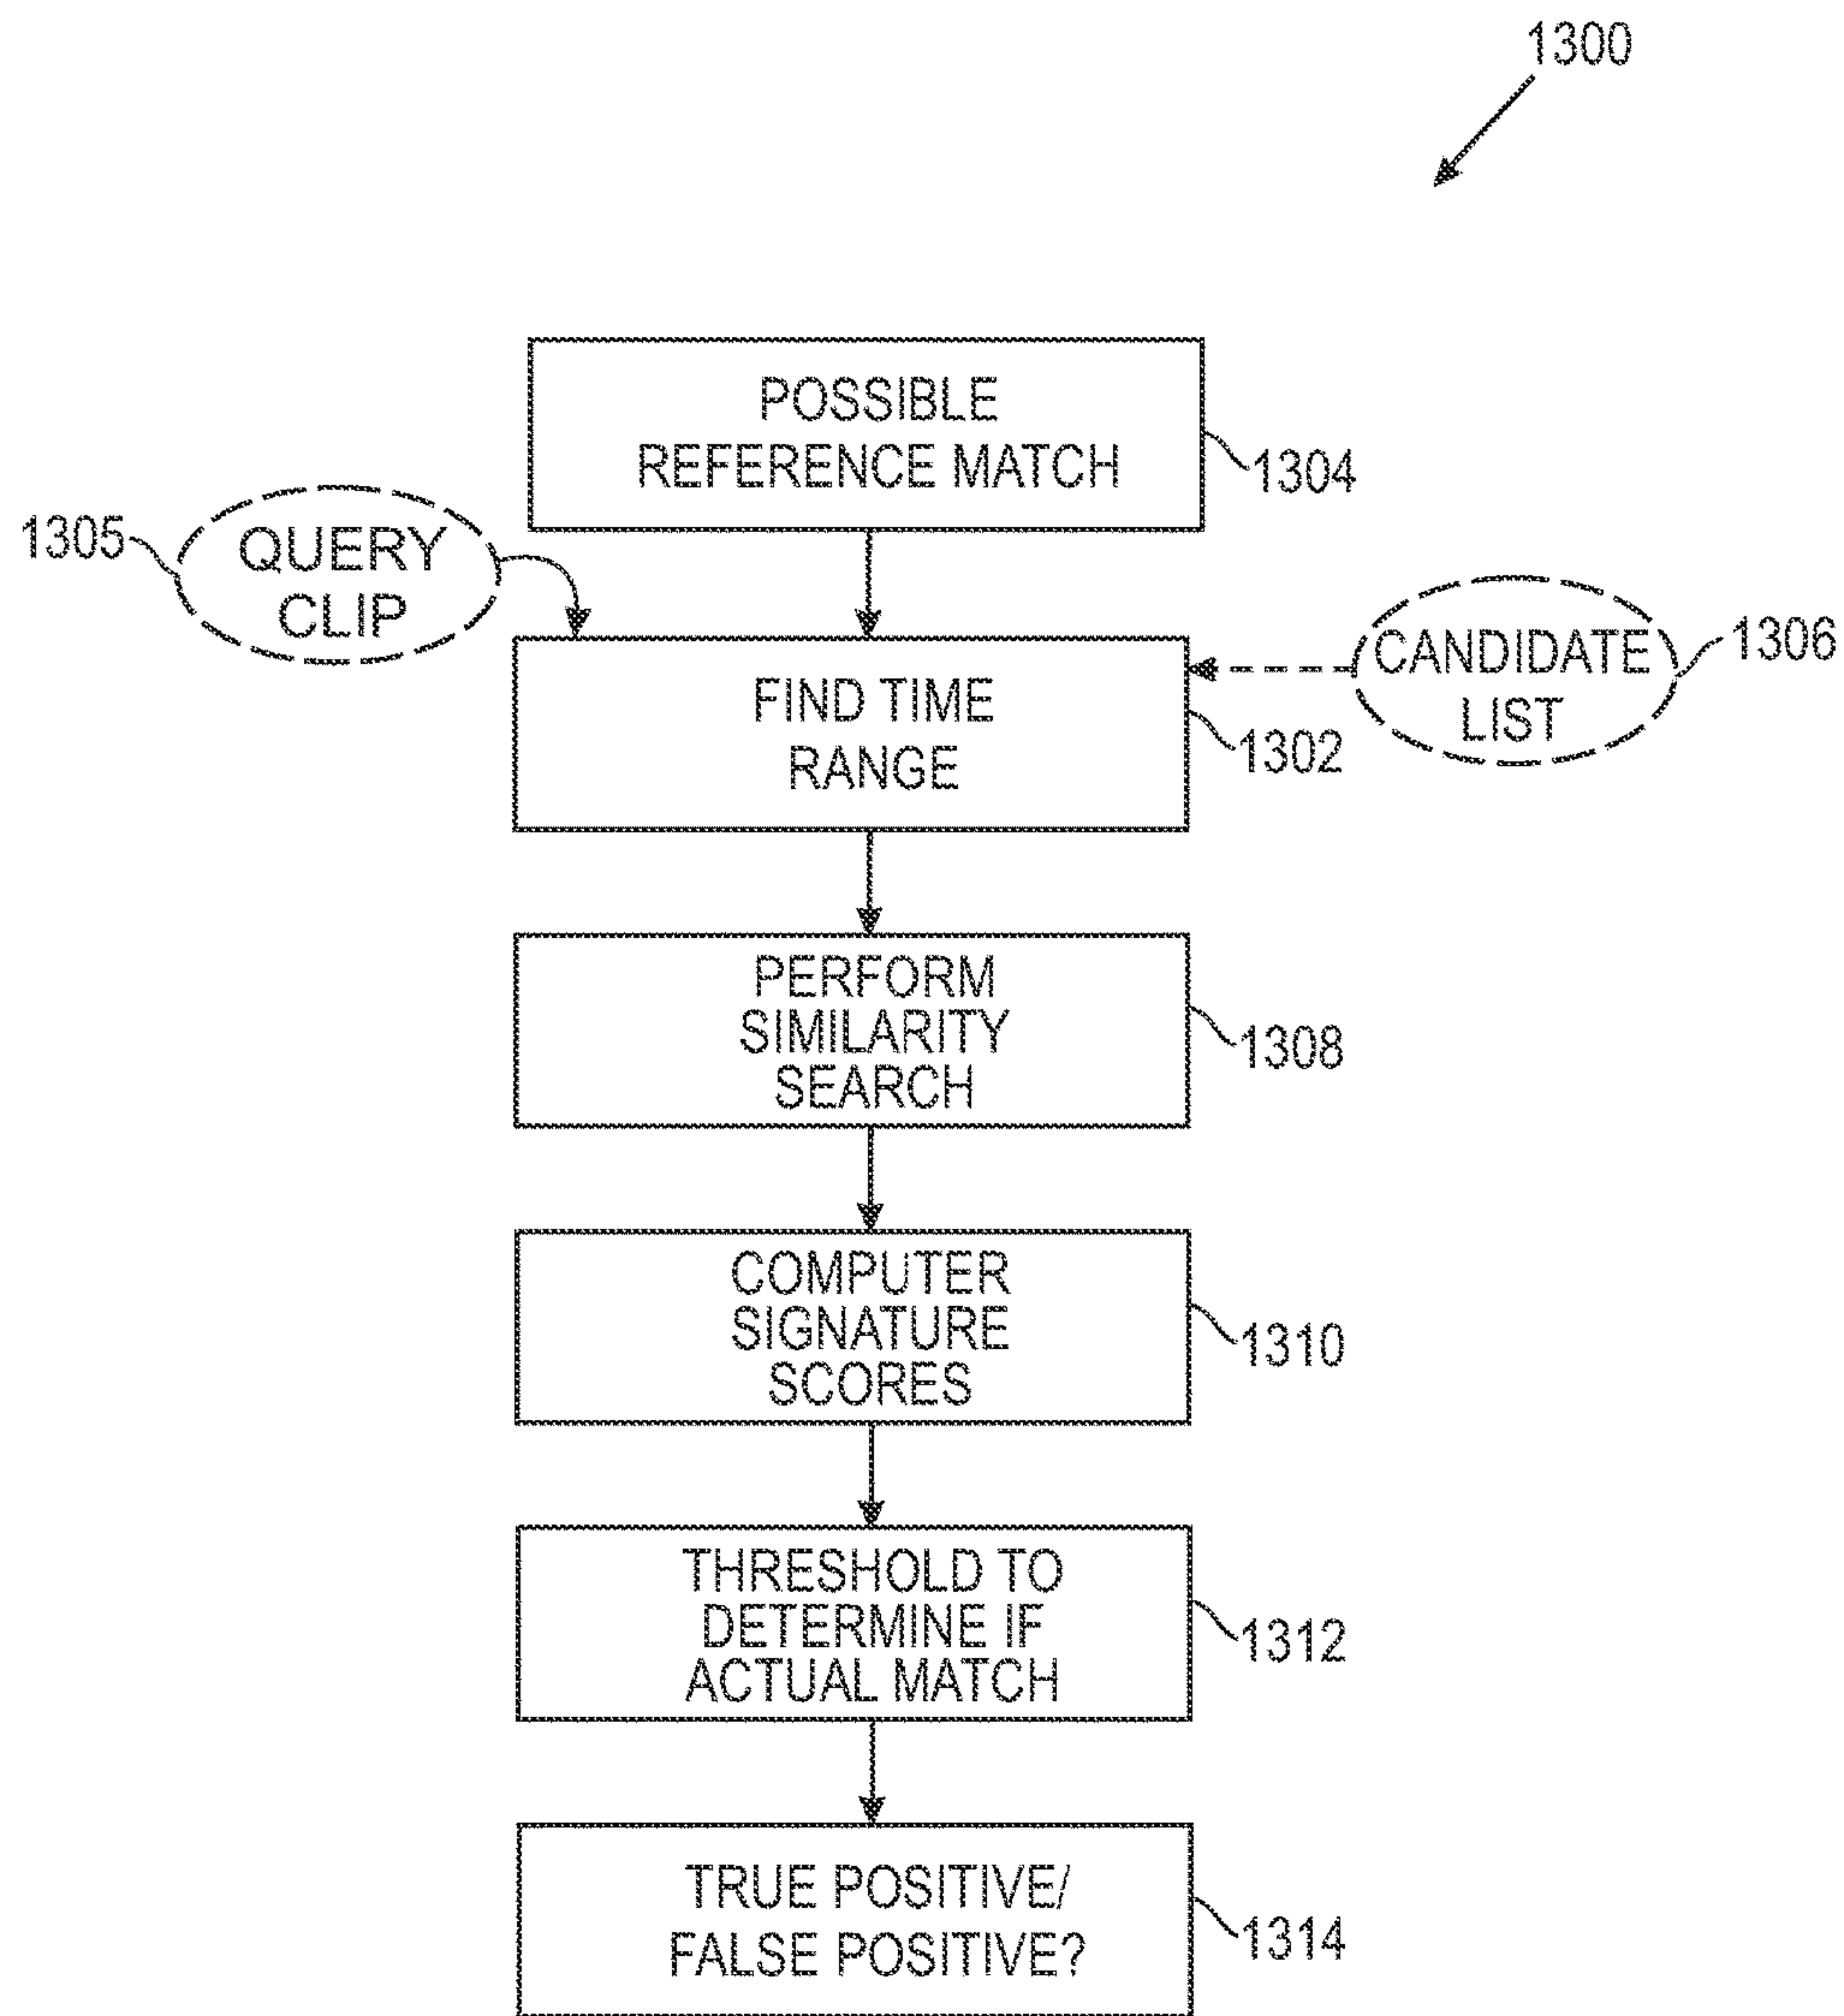 1300
POSSIBLE
REFERENCE MATCH
1304
1305
QUERY
CLIP
CANDIDATE
LIST
1306
FIND TIME
RANGE
1302
PERFORM
SIMILARITY
SEARCH
1308
COMPUTER
SIGNATURE
SCORES
1310
THRESHOLD TO
DETERMINE IF
ACTUAL MATCH
1312
TRUE POSITIVE/
FALSE POSITIVE?
1314